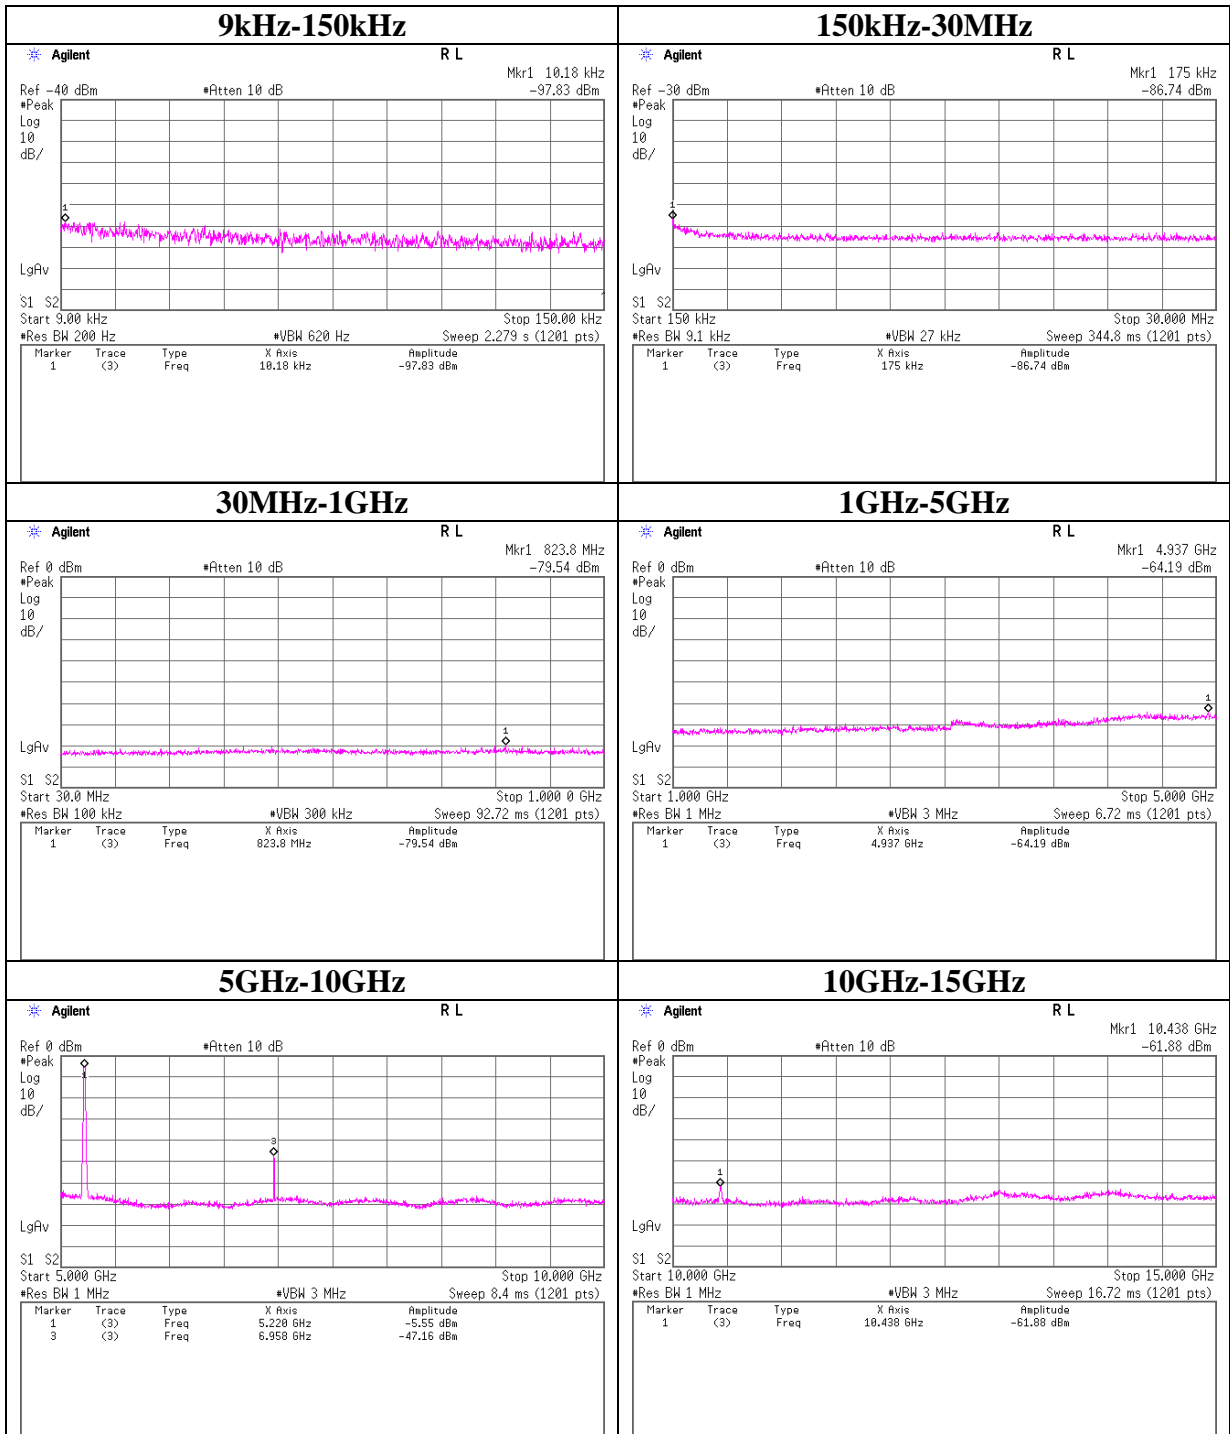 9kHz-150kHz
Agilent R L
Mkr1 10.18 kHz
Ref -40 dBm #Atten 10 dB -97.83 dBm
#Peak
Log
10
dB/
1
LgAv
S1 S2
Start 9.00 kHz Stop 150.00 kHz
#Res BW 200 Hz #VBW 620 Hz Sweep 2.279 s (1201 pts)
Marker Trace Type X Axis Amplitude
1 (3) Freq 10.18 kHz -97.83 dBm
150kHz-30MHz
Agilent R L
Mkr1 175 kHz
Ref -30 dBm #Atten 10 dB -86.74 dBm
#Peak
Log
10
dB/
1
LgAv
S1 S2
Start 150 kHz Stop 30.000 MHz
#Res BW 9.1 kHz #VBW 27 kHz Sweep 344.8 ms (1201 pts)
Marker Trace Type X Axis Amplitude
1 (3) Freq 175 kHz -86.74 dBm
30MHz-1GHz
Agilent R L
Mkr1 823.8 MHz
Ref 0 dBm #Atten 10 dB -79.54 dBm
#Peak
Log
10
dB/
1
LgAv
S1 S2
Start 30.0 MHz Stop 1.000 0 GHz
#Res BW 100 kHz #VBW 300 kHz Sweep 92.72 ms (1201 pts)
Marker Trace Type X Axis Amplitude
1 (3) Freq 823.8 MHz -79.54 dBm
1GHz-5GHz
Agilent R L
Mkr1 4.937 GHz
Ref 0 dBm #Atten 10 dB -64.19 dBm
#Peak
Log
10
dB/
1
LgAv
S1 S2
Start 1.000 GHz Stop 5.000 GHz
#Res BW 1 MHz #VBW 3 MHz Sweep 6.72 ms (1201 pts)
Marker Trace Type X Axis Amplitude
1 (3) Freq 4.937 GHz -64.19 dBm
5GHz-10GHz
Agilent R L
Ref 0 dBm #Atten 10 dB
#Peak
Log
10
dB/
1
3
LgAv
S1 S2
Start 5.000 GHz Stop 10.000 GHz
#Res BW 1 MHz #VBW 3 MHz Sweep 8.4 ms (1201 pts)
Marker Trace Type X Axis Amplitude
1 (3) Freq 5.220 GHz -5.55 dBm
3 (3) Freq 6.958 GHz -47.16 dBm
10GHz-15GHz
Agilent R L
Mkr1 10.438 GHz
Ref 0 dBm #Atten 10 dB -61.88 dBm
#Peak
Log
10
dB/
1
LgAv
S1 S2
Start 10.000 GHz Stop 15.000 GHz
#Res BW 1 MHz #VBW 3 MHz Sweep 16.72 ms (1201 pts)
Marker Trace Type X Axis Amplitude
1 (3) Freq 10.438 GHz -61.88 dBm